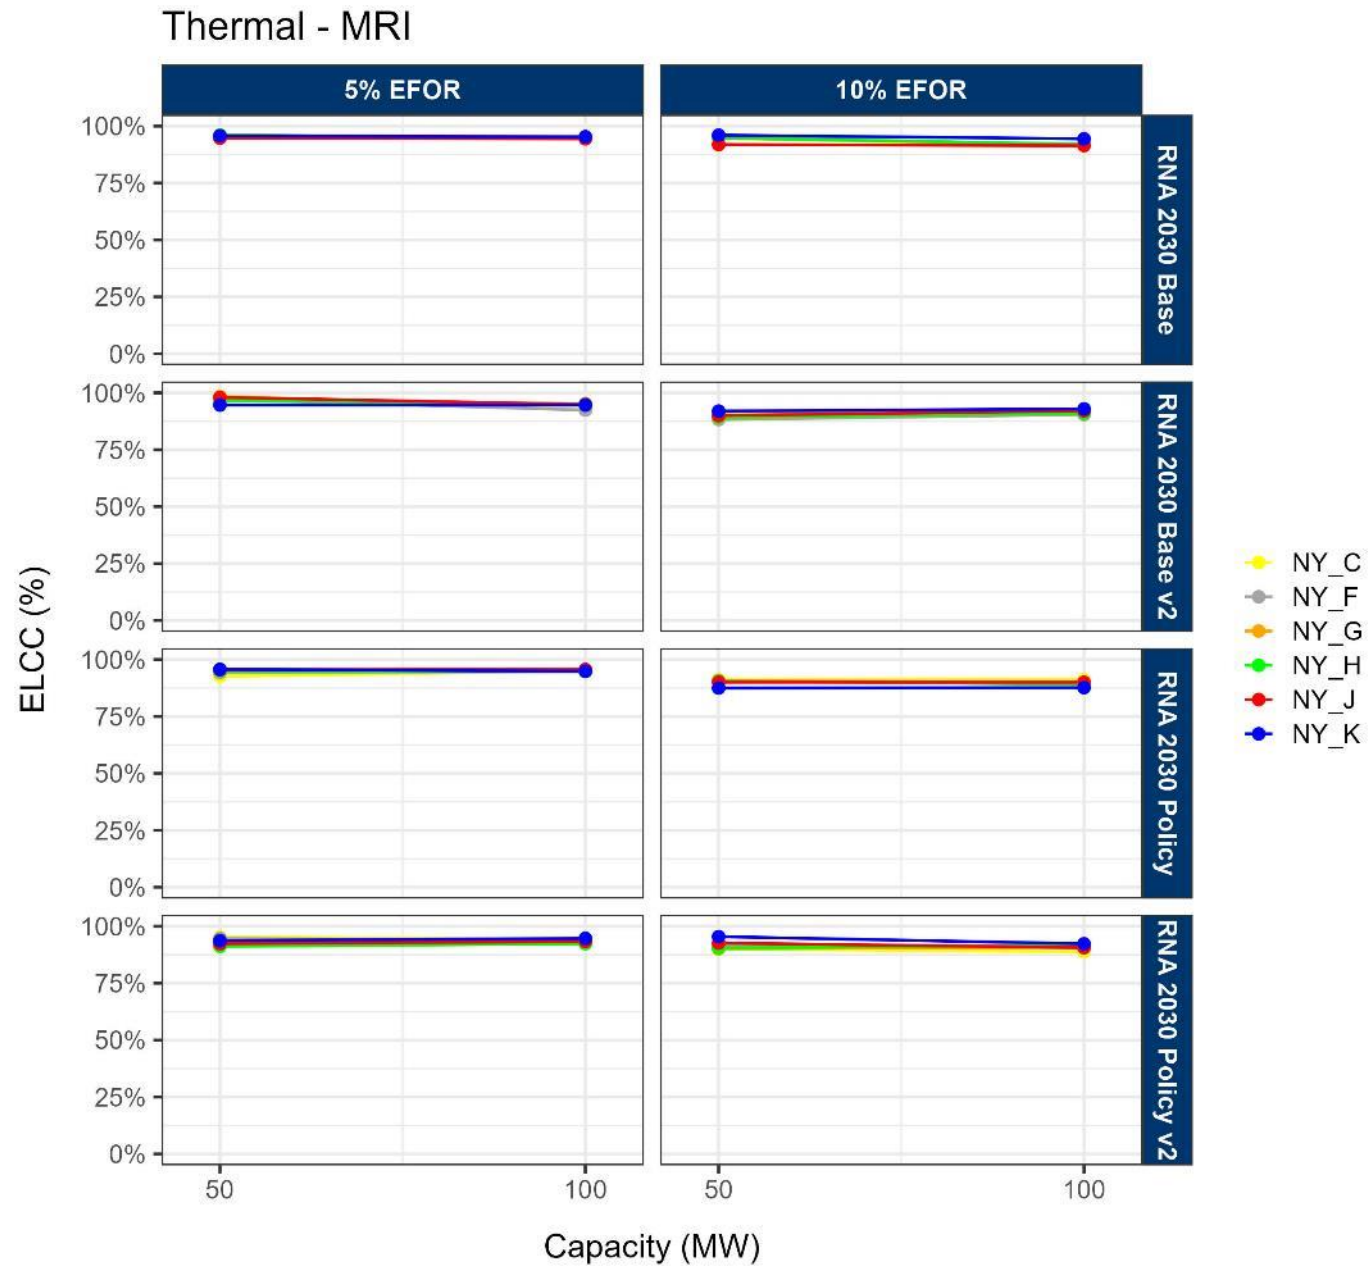 Thermal - MRI
5% EFOR
10% EFOR
100%
75%
50%
25%
0%
RNA 2030 Base
100%
75%
50%
25%
0%
RNA 2030 Base v2
100%
75%
50%
25%
0%
RNA 2030 Policy
100%
75%
50%
25%
0%
RNA 2030 Policy v2
ELCC (%)
50
100
50
100
Capacity (MW)
NY_C
NY_F
NY_G
NY_H
NY_J
NY_K